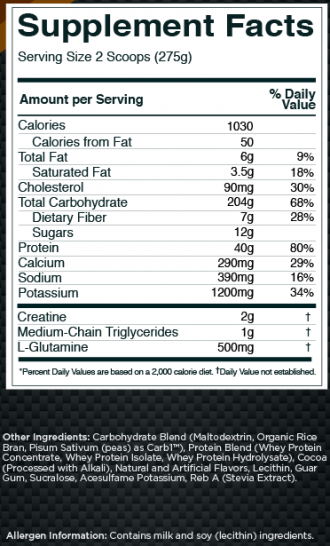 Supplement Facts
Serving Size 2 Scoops (275g)
Amount per Serving % Daily Value
Calories 1030
Calories from Fat 50
Total Fat 6g 9%
Saturated Fat 3.5g 18%
Cholesterol 90mg 30%
Total Carbohydrate 204g 68%
Dietary Fiber 7g 28%
Sugars 12g
Protein 40g 80%
Calcium 290mg 29%
Sodium 390mg 16%
Potassium 1200mg 34%
Creatine 2g †
Medium-Chain Triglycerides 1g †
L-Glutamine 500mg †
*Percent Daily Values are based on a 2,000 calorie diet. †Daily Value not established.
Other Ingredients: Carbohydrate Blend (Maltodextrin, Organic Rice
Bran, Pisum Sativum (peas) as Carb1™), Protein Blend (Whey Protein
Concentrate, Whey Protein Isolate, Whey Protein Hydrolysate), Cocoa
(Processed with Alkali), Natural and Artificial Flavors, Lecithin, Guar
Gum, Sucralose, Acesulfame Potassium, Reb A (Stevia Extract).
Allergen Information: Contains milk and soy (lecithin) ingredients.